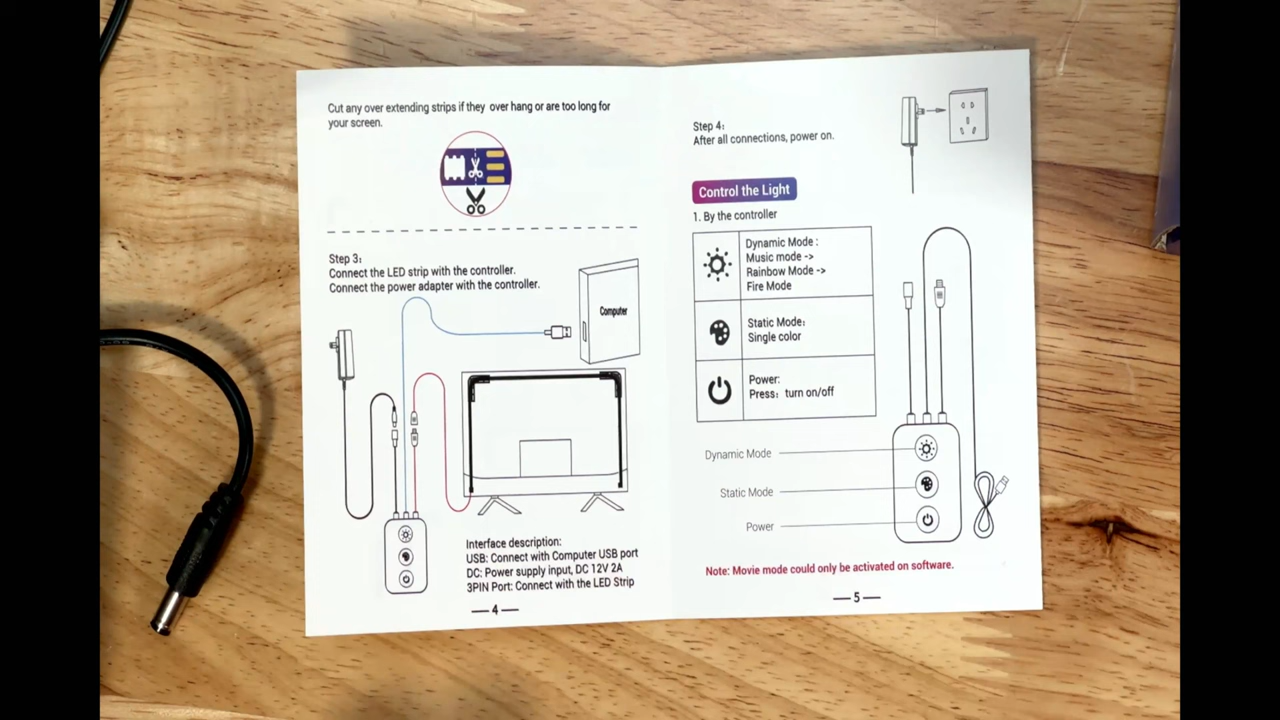 Cut any over extending strips if they over hang or are too long for
your screen.
Step 3:
Connect the LED strip with the controller.
Connect the power adapter with the controller.
Computer
Interface description:
USB: Connect with Computer USB port
DC: Power supply input, DC 12V 2A
3PIN Port: Connect with the LED Strip
4
Step 4:
After all connections, power on.
Control the Light
1. By the controller
Dynamic Mode :
Music mode ->
Rainbow Mode ->
Fire Mode
Static Mode:
Single color
Power:
Press: turn on/off
Dynamic Mode
Static Mode
Power
Note: Movie mode could only be activated on software.
5